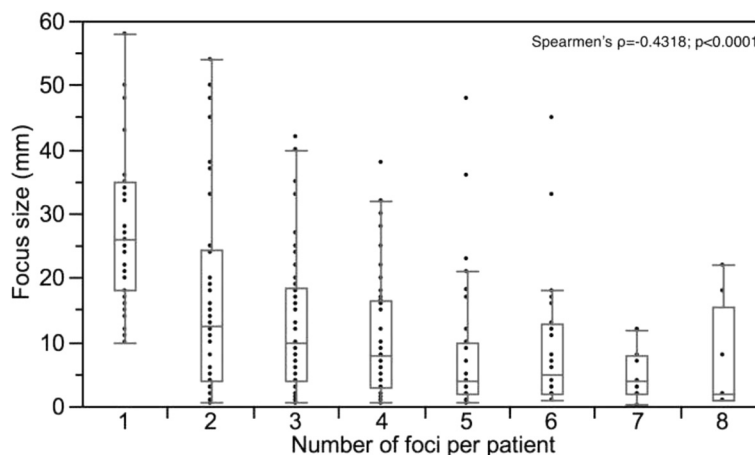 60
Spearmen's ρ=-0.4318; p<0.0001
50
40
30
20
10
0
Focus size (mm)
1 2 3 4 5 6 7 8
Number of foci per patient